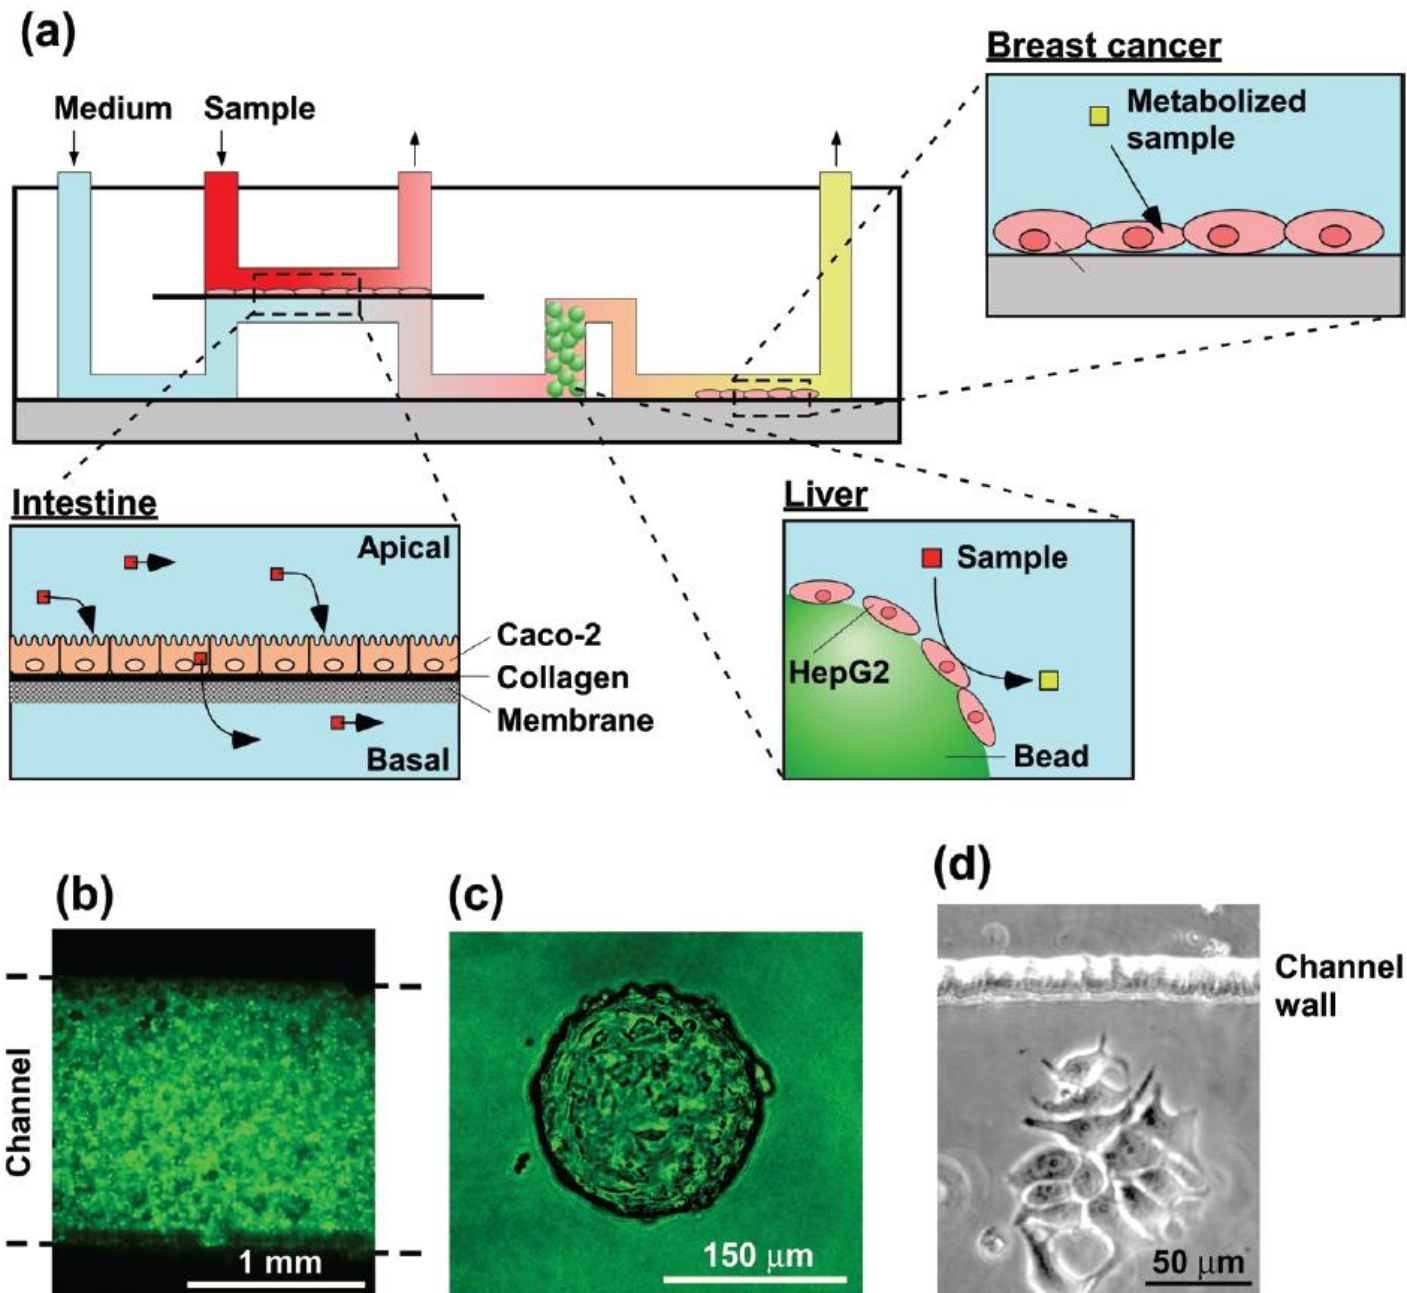 (a)
Breast cancer
Medium Sample
Metabolized
sample
Intestine
Apical
Caco-2
Collagen
Membrane
Basal
Liver
Sample
HepG2
Bead
(b)
(c)
(d)
Channel
1 mm
150 μm
Channel
wall
50 μm